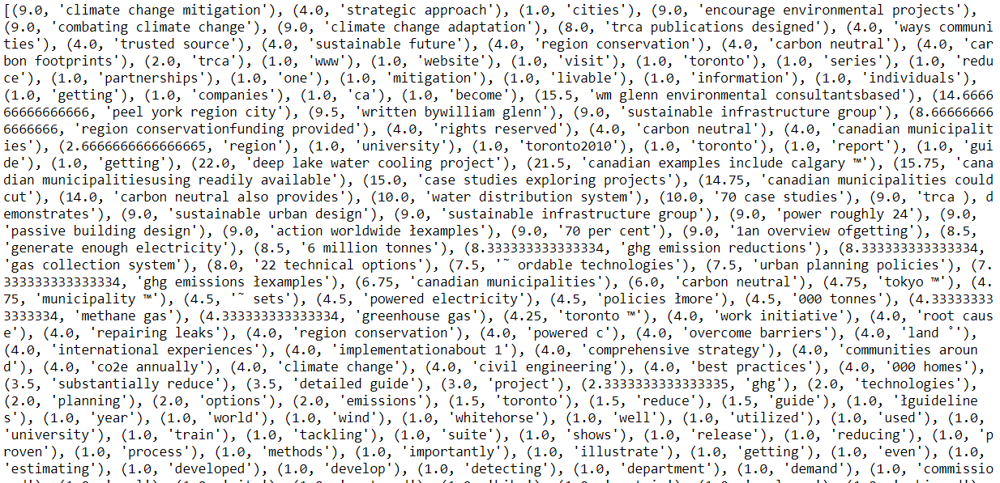 [(9.0, 'climate change mitigation'), (4.0, 'strategic approach'), (1.0, 'cities'), (9.0, 'encourage environmental projects'),
(9.0, 'combating climate change'), (9.0, 'climate change adaptation'), (8.0, 'trca publications designed'), (4.0, 'ways communi
ties'), (4.0, 'trusted source'), (4.0, 'sustainable future'), (4.0, 'region conservation'), (4.0, 'carbon neutral'), (4.0, 'car
bon footprints'), (2.0, 'trca'), (1.0, 'www'), (1.0, 'website'), (1.0, 'visit'), (1.0, 'toronto'), (1.0, 'series'), (1.0, 'redu
ce'), (1.0, 'partnerships'), (1.0, 'one'), (1.0, 'mitigation'), (1.0, 'livable'), (1.0, 'information'), (1.0, 'individuals'),
(1.0, 'getting'), (1.0, 'companies'), (1.0, 'ca'), (1.0, 'become'), (15.5, 'wm glenn environmental consultantsbased'), (14.6666
66666666666, 'peel york region city'), (9.5, 'written bywilliam glenn'), (9.0, 'sustainable infrastructure group'), (8.66666666
6666666, 'region conservationfunding provided'), (4.0, 'rights reserved'), (4.0, 'carbon neutral'), (4.0, 'canadian municipalit
ies'), (2.6666666666666665, 'region'), (1.0, 'university'), (1.0, 'toronto2010'), (1.0, 'toronto'), (1.0, 'report'), (1.0, 'gui
de'), (1.0, 'getting'), (22.0, 'deep lake water cooling project'), (21.5, 'canadian examples include calgary ™'), (15.75, 'cana
dian municipalitiesusing readily available'), (15.0, 'case studies exploring projects'), (14.75, 'canadian municipalities could
cut'), (14.0, 'carbon neutral also provides'), (10.0, 'water distribution system'), (10.0, '70 case studies'), (9.0, 'trca ), d
emonstrates'), (9.0, 'sustainable urban design'), (9.0, 'sustainable infrastructure group'), (9.0, 'power roughly 24'), (9.0,
'passive building design'), (9.0, 'action worldwide łexamples'), (9.0, '70 per cent'), (9.0, '1an overview ofgetting'), (8.5,
'generate enough electricity'), (8.5, '6 million tonnes'), (8.333333333333334, 'ghg emission reductions'), (8.333333333333334,
'gas collection system'), (8.0, '22 technical options'), (7.5, '˜ ordable technologies'), (7.5, 'urban planning policies'), (7.
333333333333334, 'ghg emissions łexamples'), (6.75, 'canadian municipalities'), (6.0, 'carbon neutral'), (4.75, 'tokyo ™'), (4.
75, 'municipality ™'), (4.5, '˜ sets'), (4.5, 'powered electricity'), (4.5, 'policies łmore'), (4.5, '000 tonnes'), (4.33333333
3333334, 'methane gas'), (4.333333333333334, 'greenhouse gas'), (4.25, 'toronto ™'), (4.0, 'work initiative'), (4.0, 'root caus
e'), (4.0, 'repairing leaks'), (4.0, 'region conservation'), (4.0, 'powered c'), (4.0, 'overcome barriers'), (4.0, 'land ˚'),
(4.0, 'international experiences'), (4.0, 'implementationabout 1'), (4.0, 'comprehensive strategy'), (4.0, 'communities aroun
d'), (4.0, 'co2e annually'), (4.0, 'climate change'), (4.0, 'civil engineering'), (4.0, 'best practices'), (4.0, '000 homes'),
(3.5, 'substantially reduce'), (3.5, 'detailed guide'), (3.0, 'project'), (2.3333333333333335, 'ghg'), (2.0, 'technologies'),
(2.0, 'planning'), (2.0, 'options'), (2.0, 'emissions'), (1.5, 'toronto'), (1.5, 'reduce'), (1.5, 'guide'), (1.0, 'łguideline
s'), (1.0, 'year'), (1.0, 'world'), (1.0, 'wind'), (1.0, 'whitehorse'), (1.0, 'well'), (1.0, 'utilized'), (1.0, 'used'), (1.0,
'university'), (1.0, 'train'), (1.0, 'tackling'), (1.0, 'suite'), (1.0, 'shows'), (1.0, 'release'), (1.0, 'reducing'), (1.0, 'p
roven'), (1.0, 'process'), (1.0, 'methods'), (1.0, 'importantly'), (1.0, 'illustrate'), (1.0, 'getting'), (1.0, 'even'), (1.0,
'estimating'), (1.0, 'developed'), (1.0, 'develop'), (1.0, 'detecting'), (1.0, 'department'), (1.0, 'demand'), (1.0, 'commissio